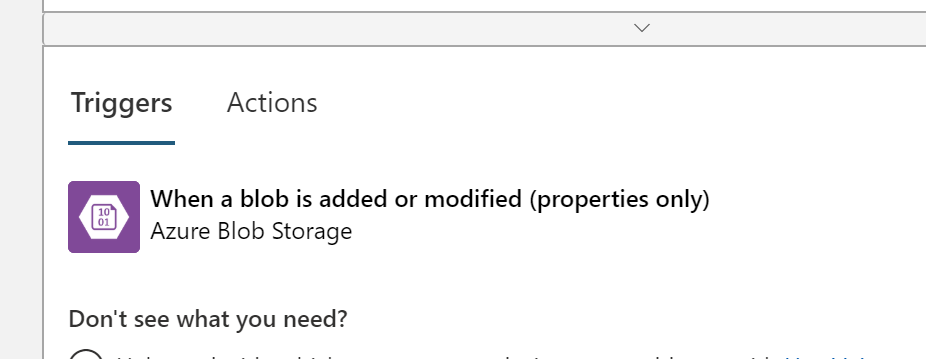 Triggers Actions
When a blob is added or modified (properties only)
10
01
Azure Blob Storage
Don't see what you need?